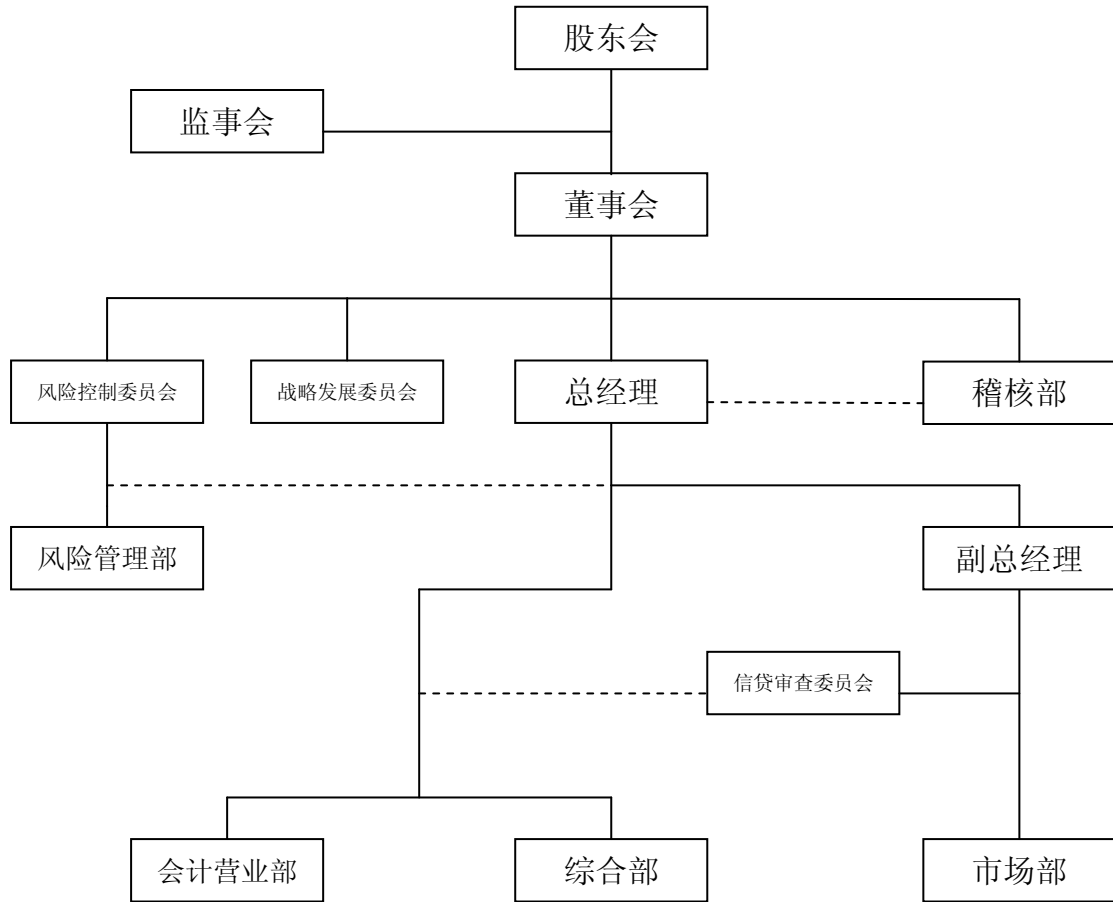 股东会
监事会
董事会
风险控制委员会
战略发展委员会
总经理
稽核部
风险管理部
副总经理
信贷审查委员会
会计营业部
综合部
市场部